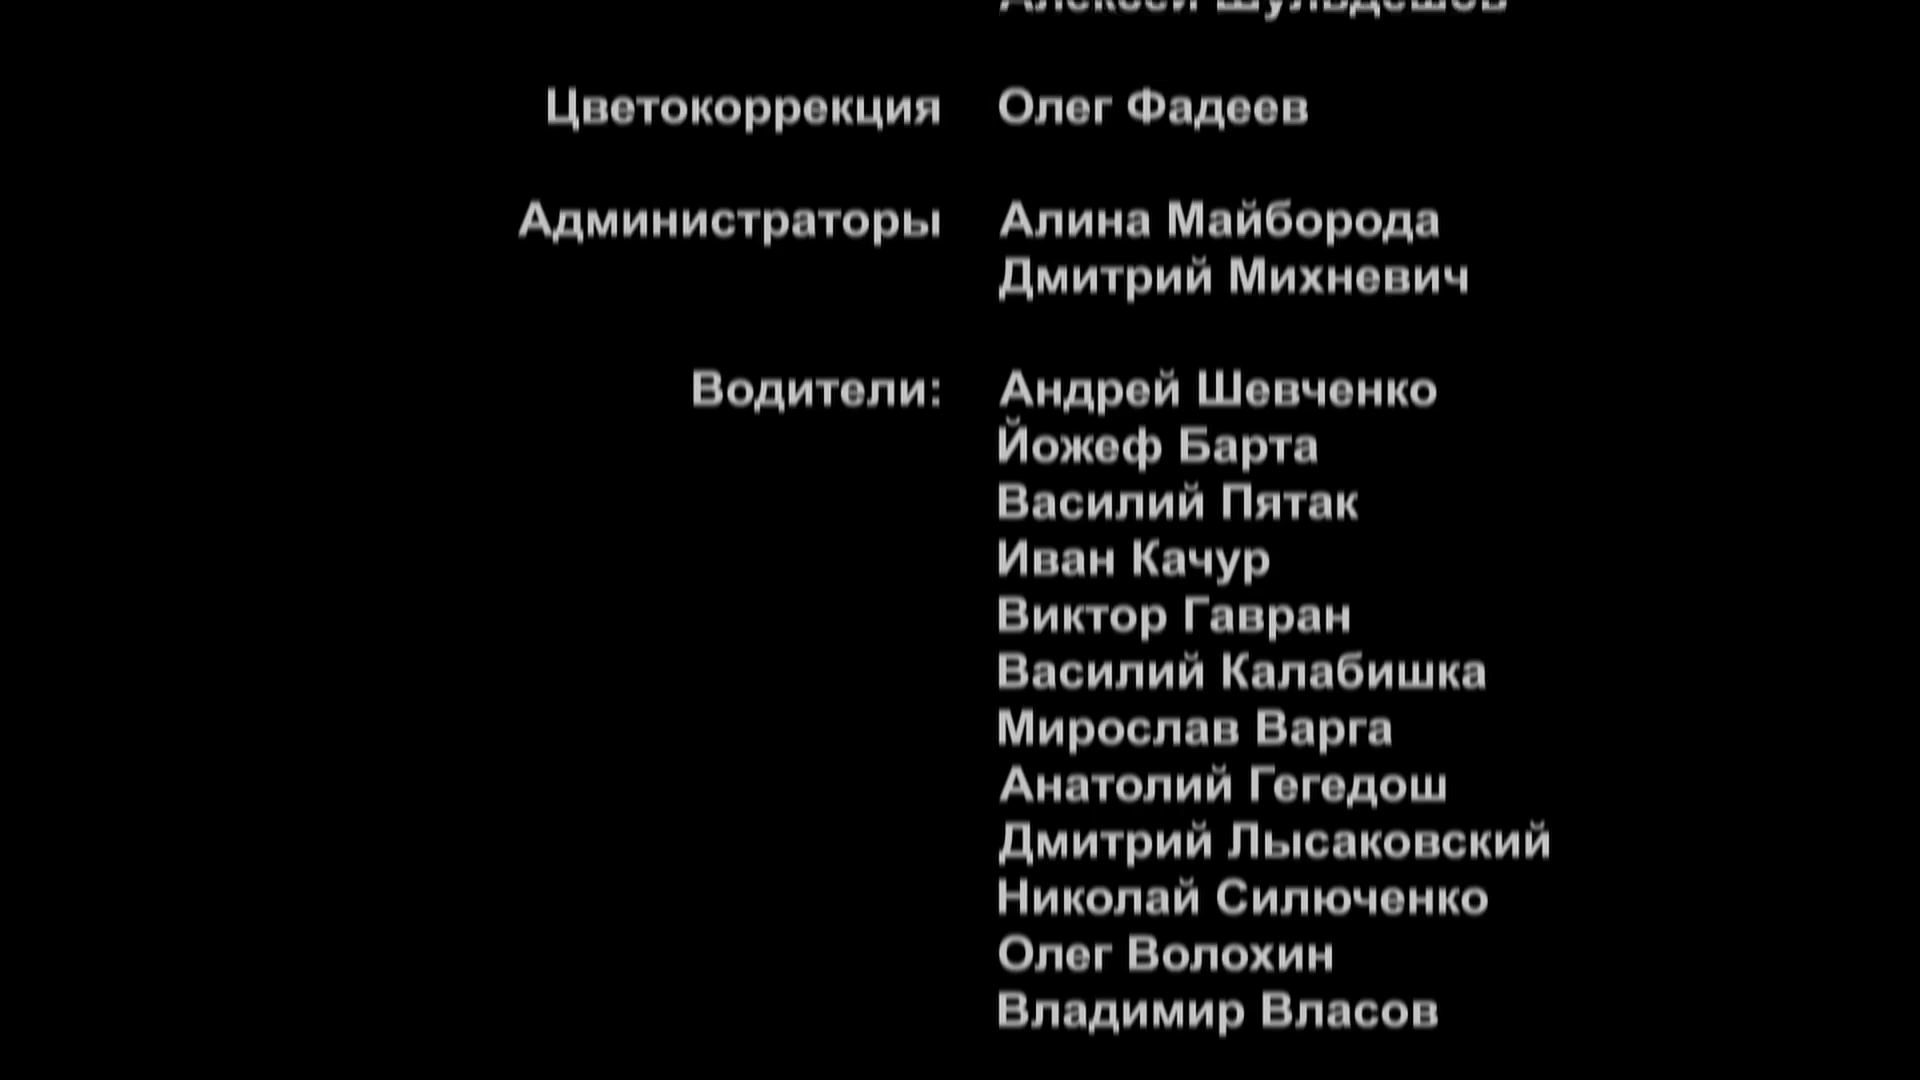 Цветокоррекция Олег Фадеев
Администраторы Алина Майборода
Дмитрий Михневич
Водители: Андрей Шевченко
Йожеф Барта
Василий Пятак
Иван Качур
Виктор Гавран
Василий Калабишка
Мирослав Варга
Анатолий Гегедош
Дмитрий Лысаковский
Николай Силюченко
Олег Волохин
Владимир Власов